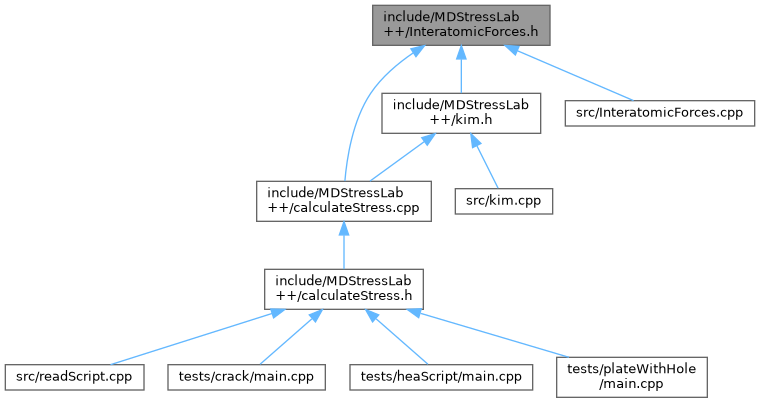 include/MDStressLab
++/InteratomicForces.h
include/MDStressLab
++/kim.h
src/InteratomicForces.cpp
include/MDStressLab
++/calculateStress.cpp
src/kim.cpp
include/MDStressLab
++/calculateStress.h
src/readScript.cpp
tests/crack/main.cpp
tests/heaScript/main.cpp
tests/plateWithHole
/main.cpp